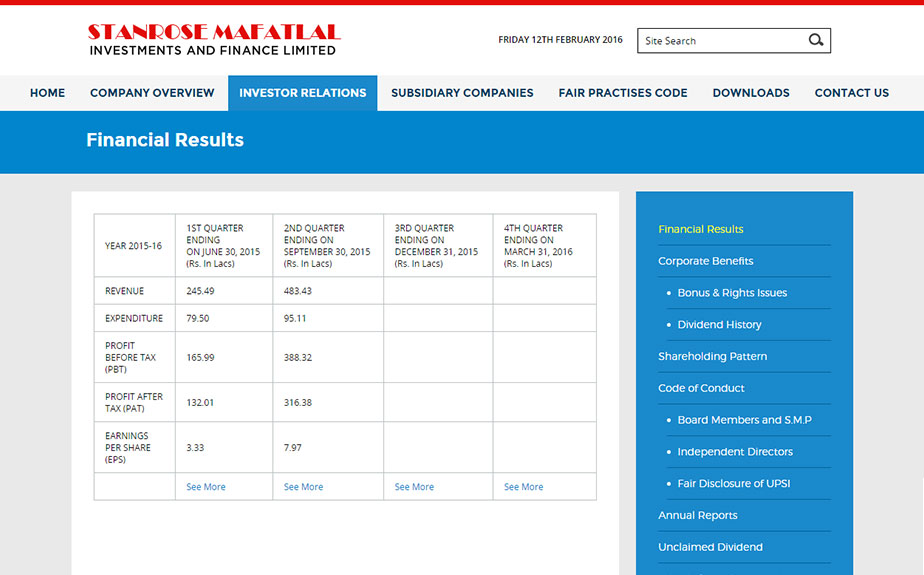 STANROSE MAFATLAL
INVESTMENTS AND FINANCE LIMITED
FRIDAY 12TH FEBRUARY 2016
Site Search
HOME
COMPANY OVERVIEW
INVESTOR RELATIONS
SUBSIDIARY COMPANIES
FAIR PRACTISES CODE
DOWNLOADS
CONTACT US
Financial Results
YEAR 2015-16
1ST QUARTER
ENDING
ON JUNE 30, 2015
(Rs. In Lacs)
2ND QUARTER
ENDING ON
SEPTEMBER 30, 2015
(Rs. In Lacs)
3RD QUARTER
ENDING ON
DECEMBER 31, 2015
(Rs. In Lacs)
4TH QUARTER
ENDING ON
MARCH 31, 2016
(Rs. In Lacs)
REVENUE
245.49
483.43
EXPENDITURE
79.50
95.11
PROFIT
BEFORE TAX
(PBT)
165.99
388.32
PROFIT AFTER
TAX (PAT)
132.01
316.38
EARNINGS
PER SHARE
(EPS)
3.33
7.97
See More
See More
See More
See More
Financial Results
Corporate Benefits
• Bonus & Rights Issues
• Dividend History
Shareholding Pattern
Code of Conduct
• Board Members and S.M.P
• Independent Directors
• Fair Disclosure of UPSI
Annual Reports
Unclaimed Dividend